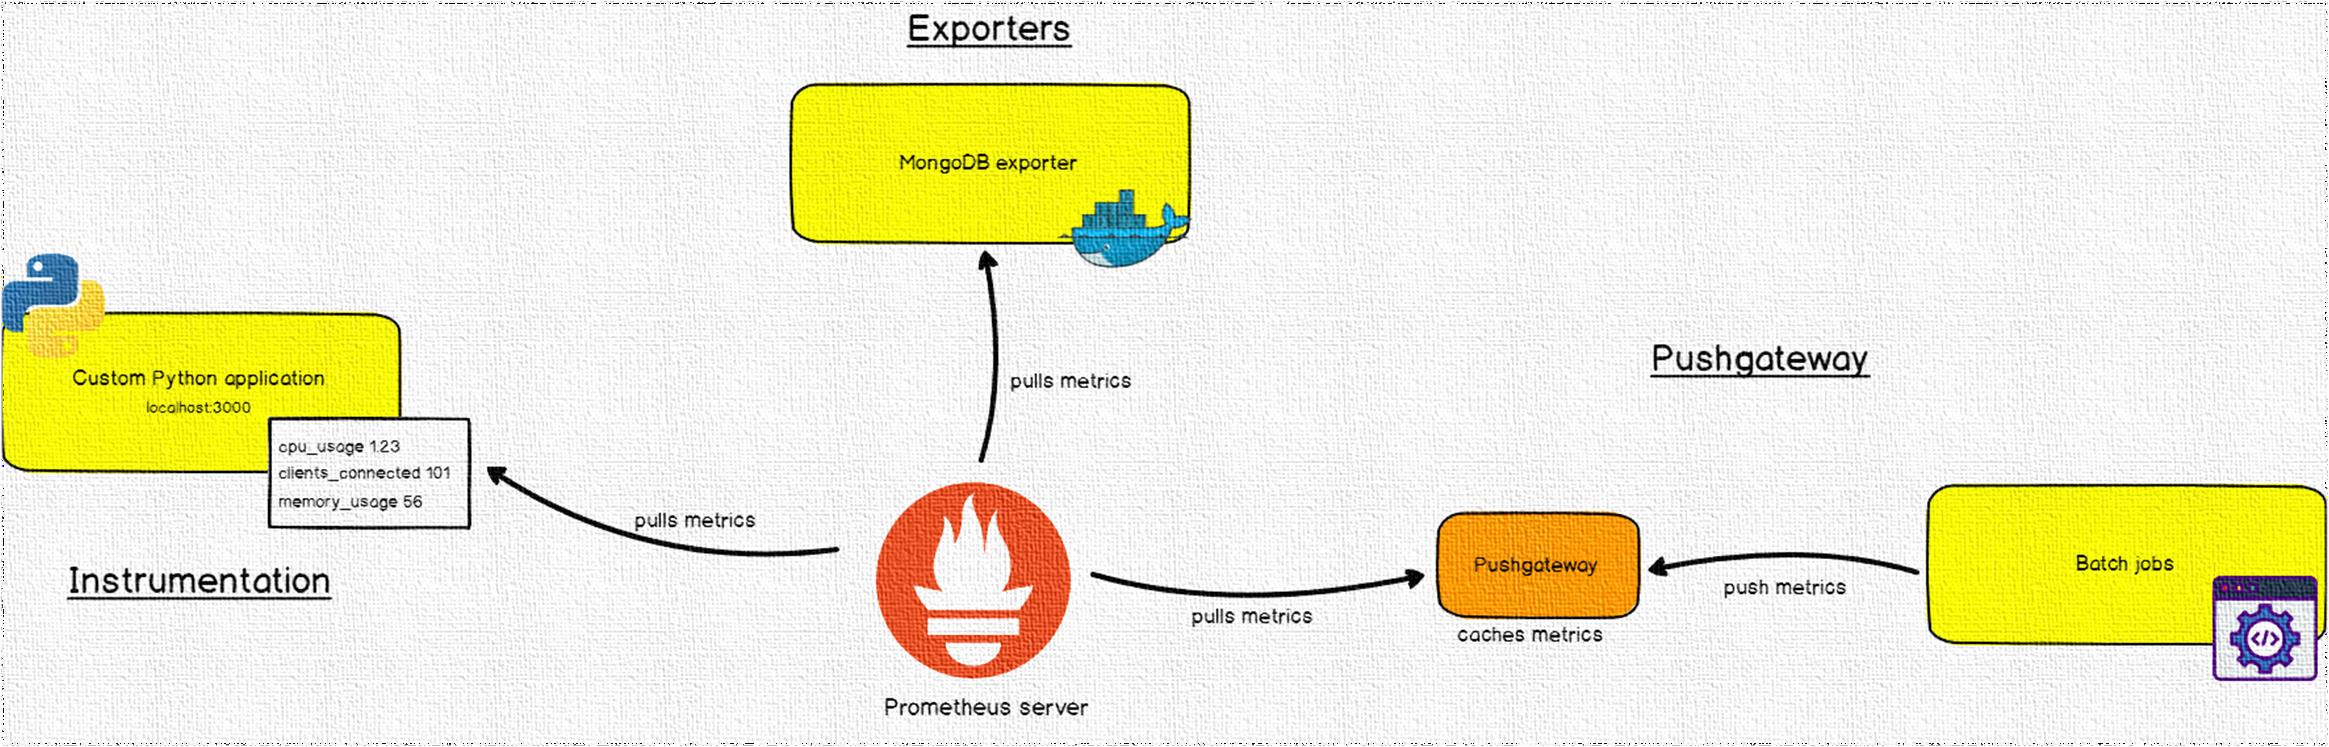 Exporters
MongoDB exporter
pulls metrics
Custom Python application
localhost:3000
cpu_usage 1.23
clients_connected 101
memory_usage 56
pulls metrics
Instrumentation
Prometheus server
pulls metrics
Pushgateway
Pushgateway
caches metrics
push metrics
Batch jobs
</>